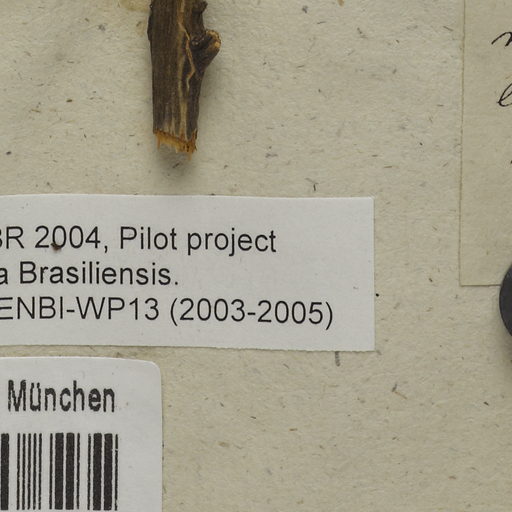 BR 2004, Pilot project
a Brasiliensis.
ENBI-WP13 (2003-2005)
München